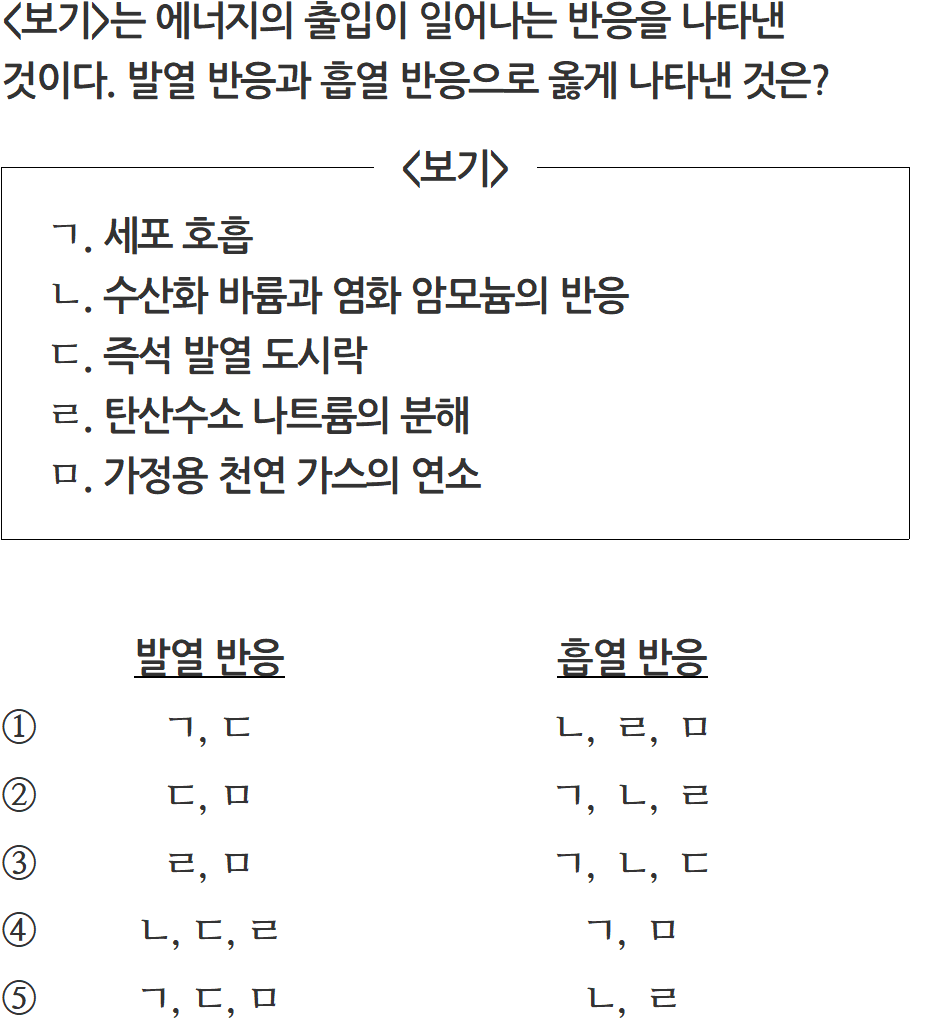 <보기>는 에너지의 출입이 일어나는 반응을 나타낸
것이다. 발열 반응과 흡열 반응으로 옳게 나타낸 것은?
<보기>
ㄱ. 세포 호흡
ㄴ. 수산화 바륨과 염화 암모늄의 반응
ㄷ. 즉석 발열 도시락
ㄹ. 탄산수소 나트륨의 분해
ㅁ. 가정용 천연 가스의 연소
발열 반응 흡열 반응
① ㄱ, ㄷ ㄴ, ㄹ, ㅁ
② ㄷ, ㅁ ㄱ, ㄴ, ㄹ
③ ㄹ, ㅁ ㄱ, ㄴ, ㄷ
④ ㄴ, ㄷ, ㄹ ㄱ, ㅁ
⑤ ㄱ, ㄷ, ㅁ ㄴ, ㄹ